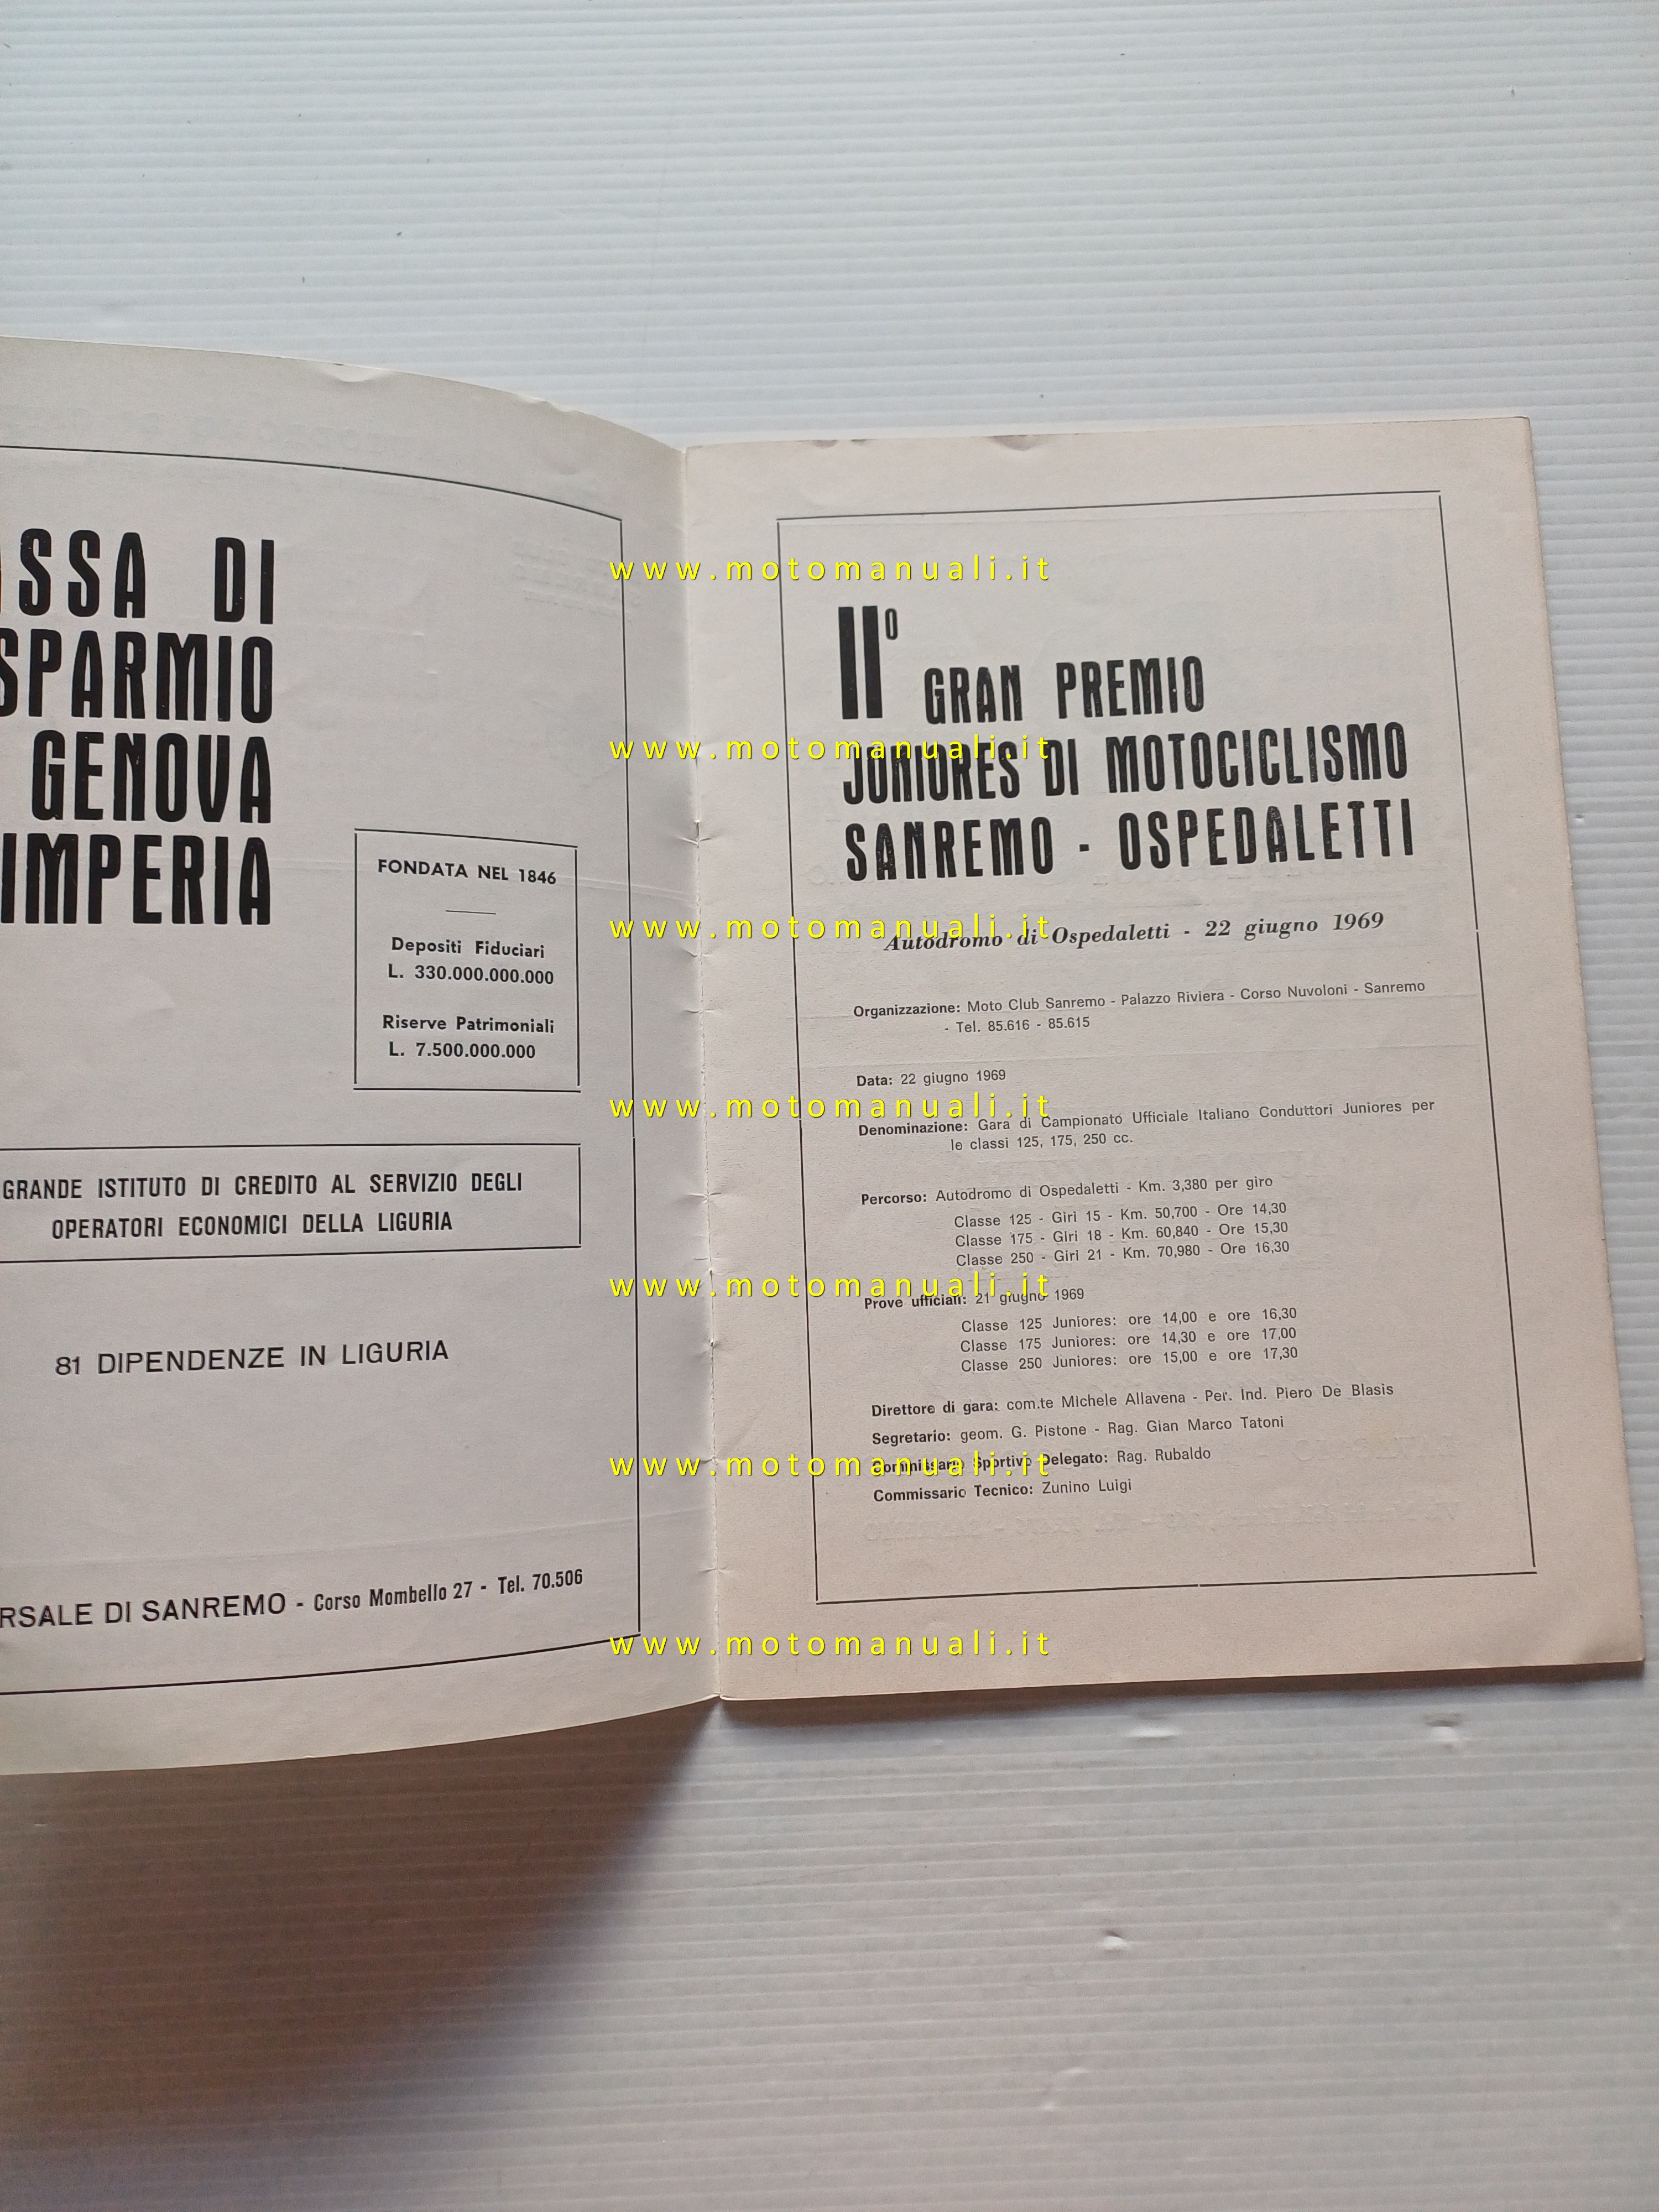 SSA DI
SPARMIO
GENOVA
IMPERIA
FONDATA NEL 1846
Depositi Fiduciari
L. 330.000.000.000
Riserve Patrimoniali
L. 7.500.000.000
GRANDE ISTITUTO DI CREDITO AL SERVIZIO DEGLI
OPERATORI ECONOMICI DELLA LIGURIA
81 DIPENDENZE IN LIGURIA
RSALE DI SANREMO - Corso Mombello 27 - Tel. 70.506
II° GRAN PREMIO
JUNIORES DI MOTOCICLISMO
SANREMO - OSPEDALETTI
Autodromo di Ospedaletti - 22 giugno 1969
Organizzazione: Moto Club Sanremo - Palazzo Riviera - Corso Nuvoloni - Sanremo
- Tel. 85.616 - 85.615
Data: 22 giugno 1969
Denominazione: Gara di Campionato Ufficiale Italiano Conduttori Juniores per
le classi 125, 175, 250 cc.
Percorso: Autodromo di Ospedaletti - Km. 3,380 per giro
Classe 125 - Giri 15 - Km. 50,700 - Ore 14,30
Classe 175 - Giri 18 - Km. 60,840 - Ore 15,30
Classe 250 - Giri 21 - Km. 70,980 - Ore 16,30
Prove ufficiali: 21 giugno 1969
Classe 125 Juniores: ore 14,00 e ore 16,30
Classe 175 Juniores: ore 14,30 e ore 17,00
Classe 250 Juniores: ore 15,00 e ore 17,30
Direttore di gara: com.te Michele Allavena - Per. Ind. Piero De Blasis
Segretario: geom. G. Pistone - Rag. Gian Marco Tatoni
Commissario Sportivo Delegato: Rag. Rubaldo
Commissario Tecnico: Zunino Luigi
www.motomanuali.it
www.motomanuali.it
www.motomanuali.it
www.motomanuali.it
www.motomanuali.it
www.motomanuali.it
www.motomanuali.it